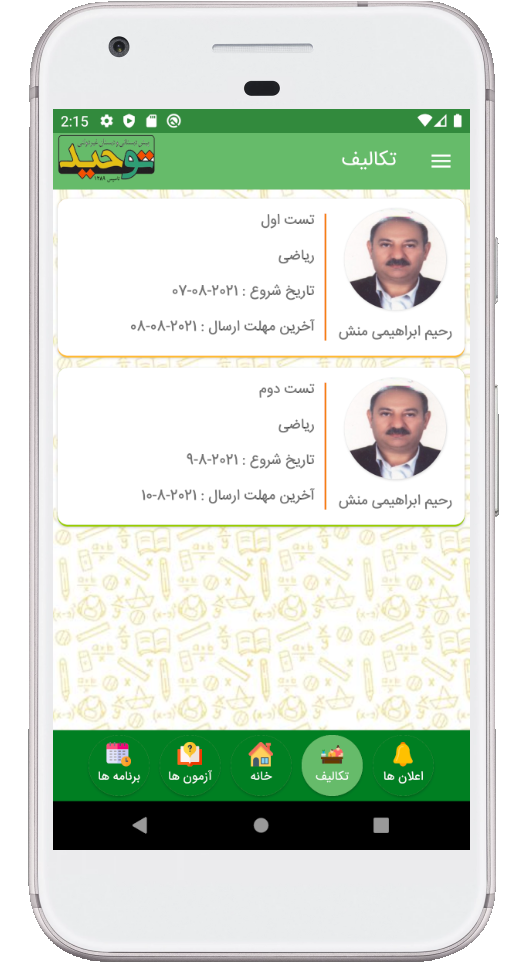 2:15
تکالیف
توحید
تاسیس ۱۳۸۹
تست اول
ریاضی
تاریخ شروع : ۲۰۲۱-۰۸-۰۷
آخرین مهلت ارسال : ۲۰۲۱-۰۸-۰۸
رحیم ابراهیمی منش
تست دوم
ریاضی
تاریخ شروع : ۲۰۲۱-۸-۹
آخرین مهلت ارسال : ۲۰۲۱-۸-۱۰
رحیم ابراهیمی منش
اعلان ها
تکالیف
خانه
آزمون ها
برنامه ها